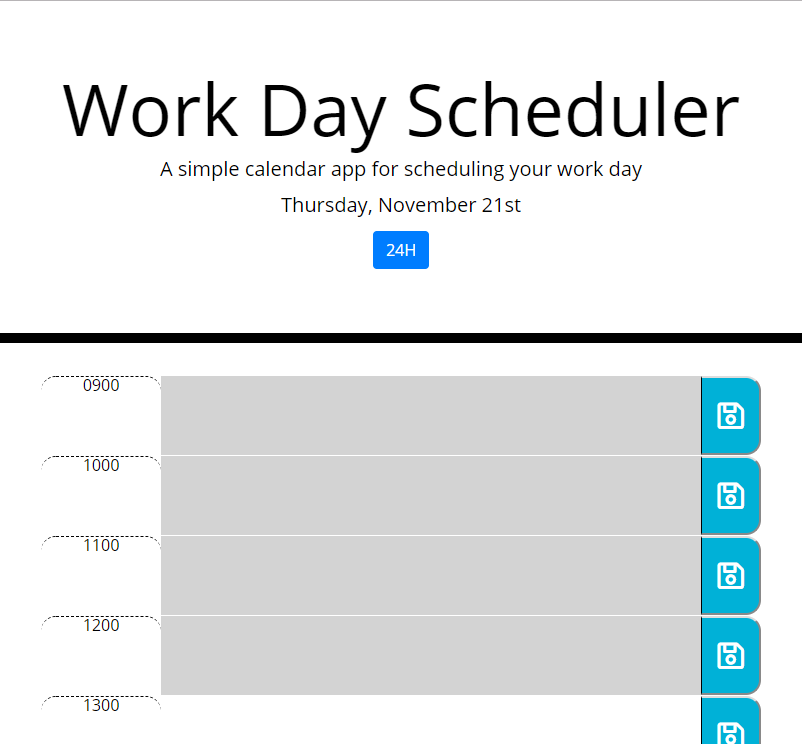 Work Day Scheduler
A simple calendar app for scheduling your work day
Thursday, November 21st
24H
0900
1000
1100
1200
1300